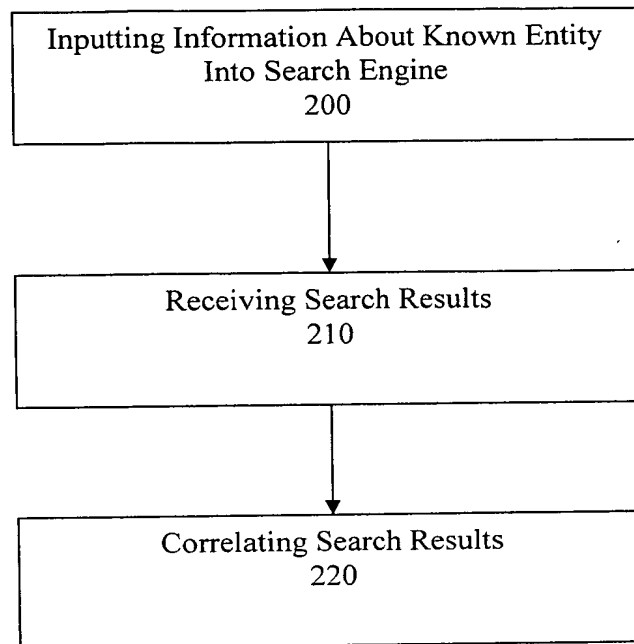 Inputting Information About Known Entity
Into Search Engine
200
Receiving Search Results
210
Correlating Search Results
220